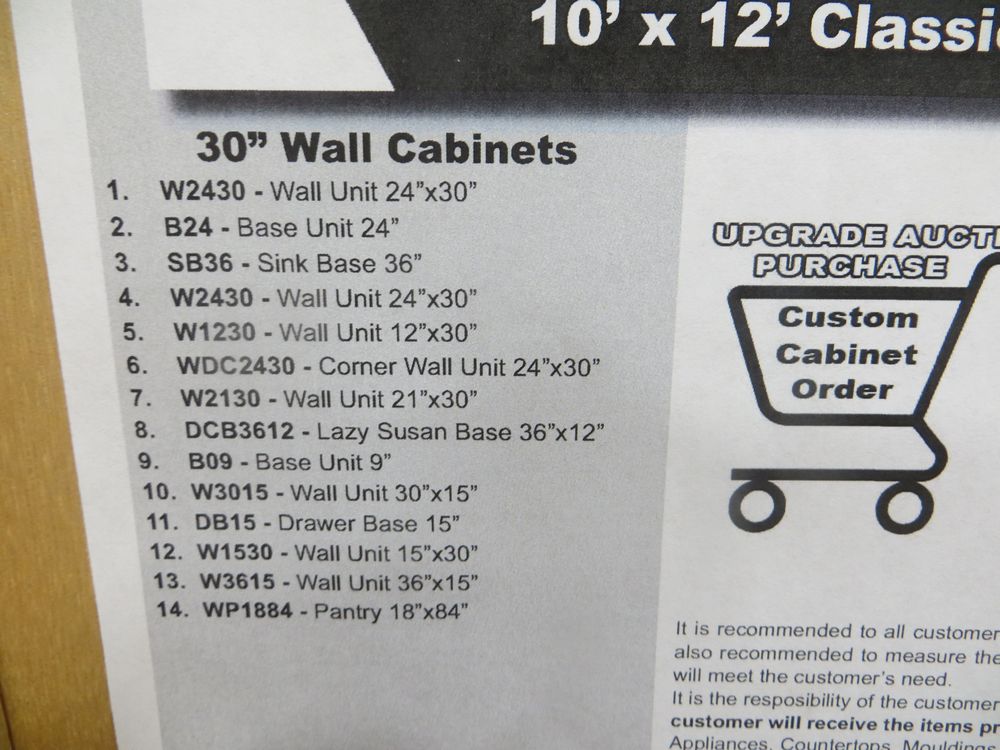 10’ x 12’
30” Wall Cabinets
1. W2430 - Wall Unit 24”x30”
2. B24 - Base Unit 24”
3. SB36 - Sink Base 36”
4. W2430 - Wall Unit 24”x30”
5. W1230 - Wall Unit 12”x30”
6. WDC2430 - Corner Wall Unit 24”x30”
7. W2130 - Wall Unit 21”x30”
8. DCB3612 - Lazy Susan Base 36”x12”
9. B09 - Base Unit 9”
10. W3015 - Wall Unit 30”x15”
11. DB15 - Drawer Base 15”
12. W1530 - Wall Unit 15”x30”
13. W3615 - Wall Unit 36”x15”
14. WP1884 - Pantry 18”x84”
UPGRADE
PURCHASE
Custom
Cabinet
Order
It is recommended to all
also recommended to measure the
will meet the customer’s need.
It is the resposibility of the customer
customer will receive the items
Appliances, Countertops,